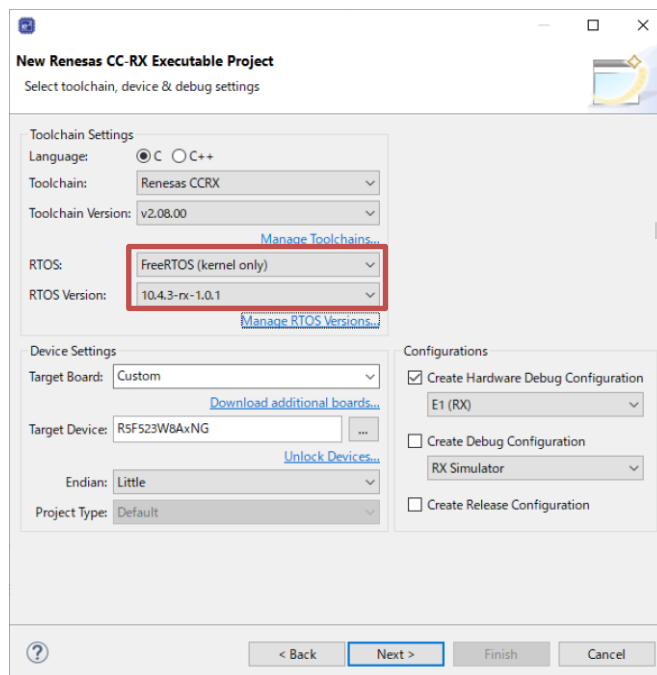 New Renesas CC-RX Executable Project
Select toolchain, device & debug settings
Toolchain Settings
Language: C C++
Toolchain: Renesas CCRX
Toolchain Version: v2.08.00
Manage Toolchains...
RTOS: FreeRTOS (kernel only)
RTOS Version: 10.4.3-rx-1.0.1
Manage RTOS Versions...
Device Settings
Target Board: Custom
Download additional boards...
Target Device: R5F523W8AxNG ...
Unlock Devices...
Endian: Little
Project Type: Default
Configurations
Create Hardware Debug Configuration
E1 (RX)
Create Debug Configuration
RX Simulator
Create Release Configuration
? < Back Next > Finish Cancel